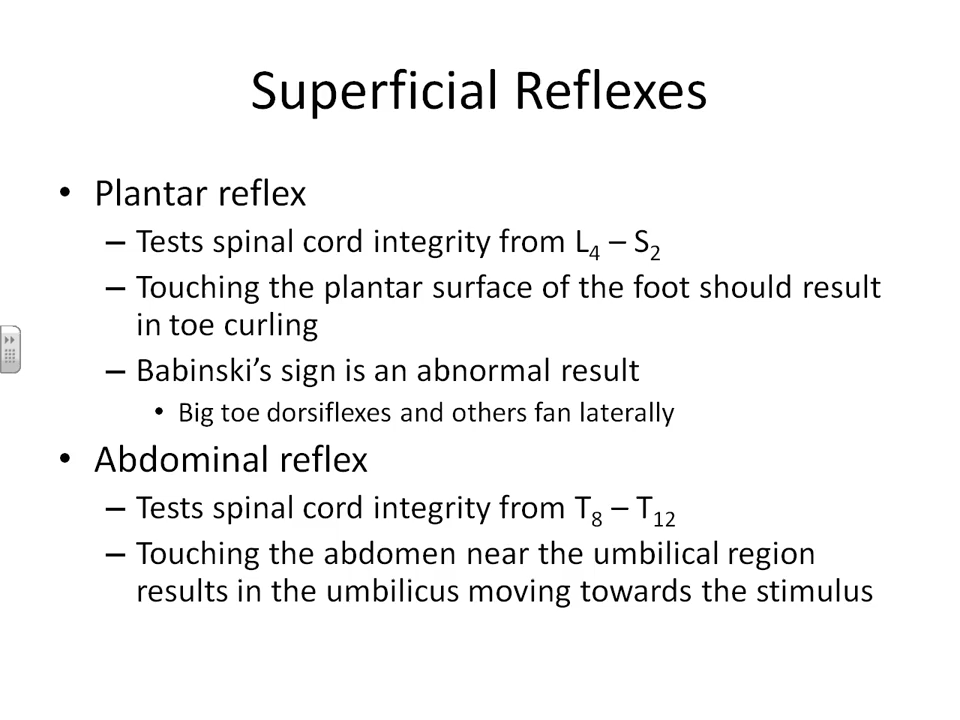 Superficial Reflexes
• Plantar reflex
– Tests spinal cord integrity from L₄ – S₂
– Touching the plantar surface of the foot should result
in toe curling
– Babinski’s sign is an abnormal result
• Big toe dorsiflexes and others fan laterally
• Abdominal reflex
– Tests spinal cord integrity from T₈ – T₁₂
– Touching the abdomen near the umbilical region
results in the umbilicus moving towards the stimulus